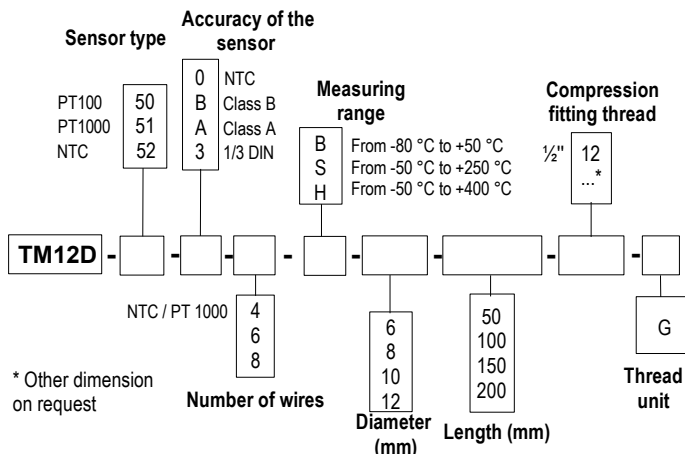 Sensor type
Accuracy of the
sensor
PT100 50
PT1000 51
NTC 52
0 NTC
B Class B
A Class A
3 1/3 DIN
Measuring
range
B From -80 °C to +50 °C
S From -50 °C to +250 °C
H From -50 °C to +400 °C
Compression
fitting thread
½" 12
...*
TM12D - - - - - - - -
NTC / PT 1000 4
6
8
Number of wires
6
8
10
12
Diameter
(mm)
50
100
150
200
Length (mm)
G
Thread
unit
* Other dimension
on request